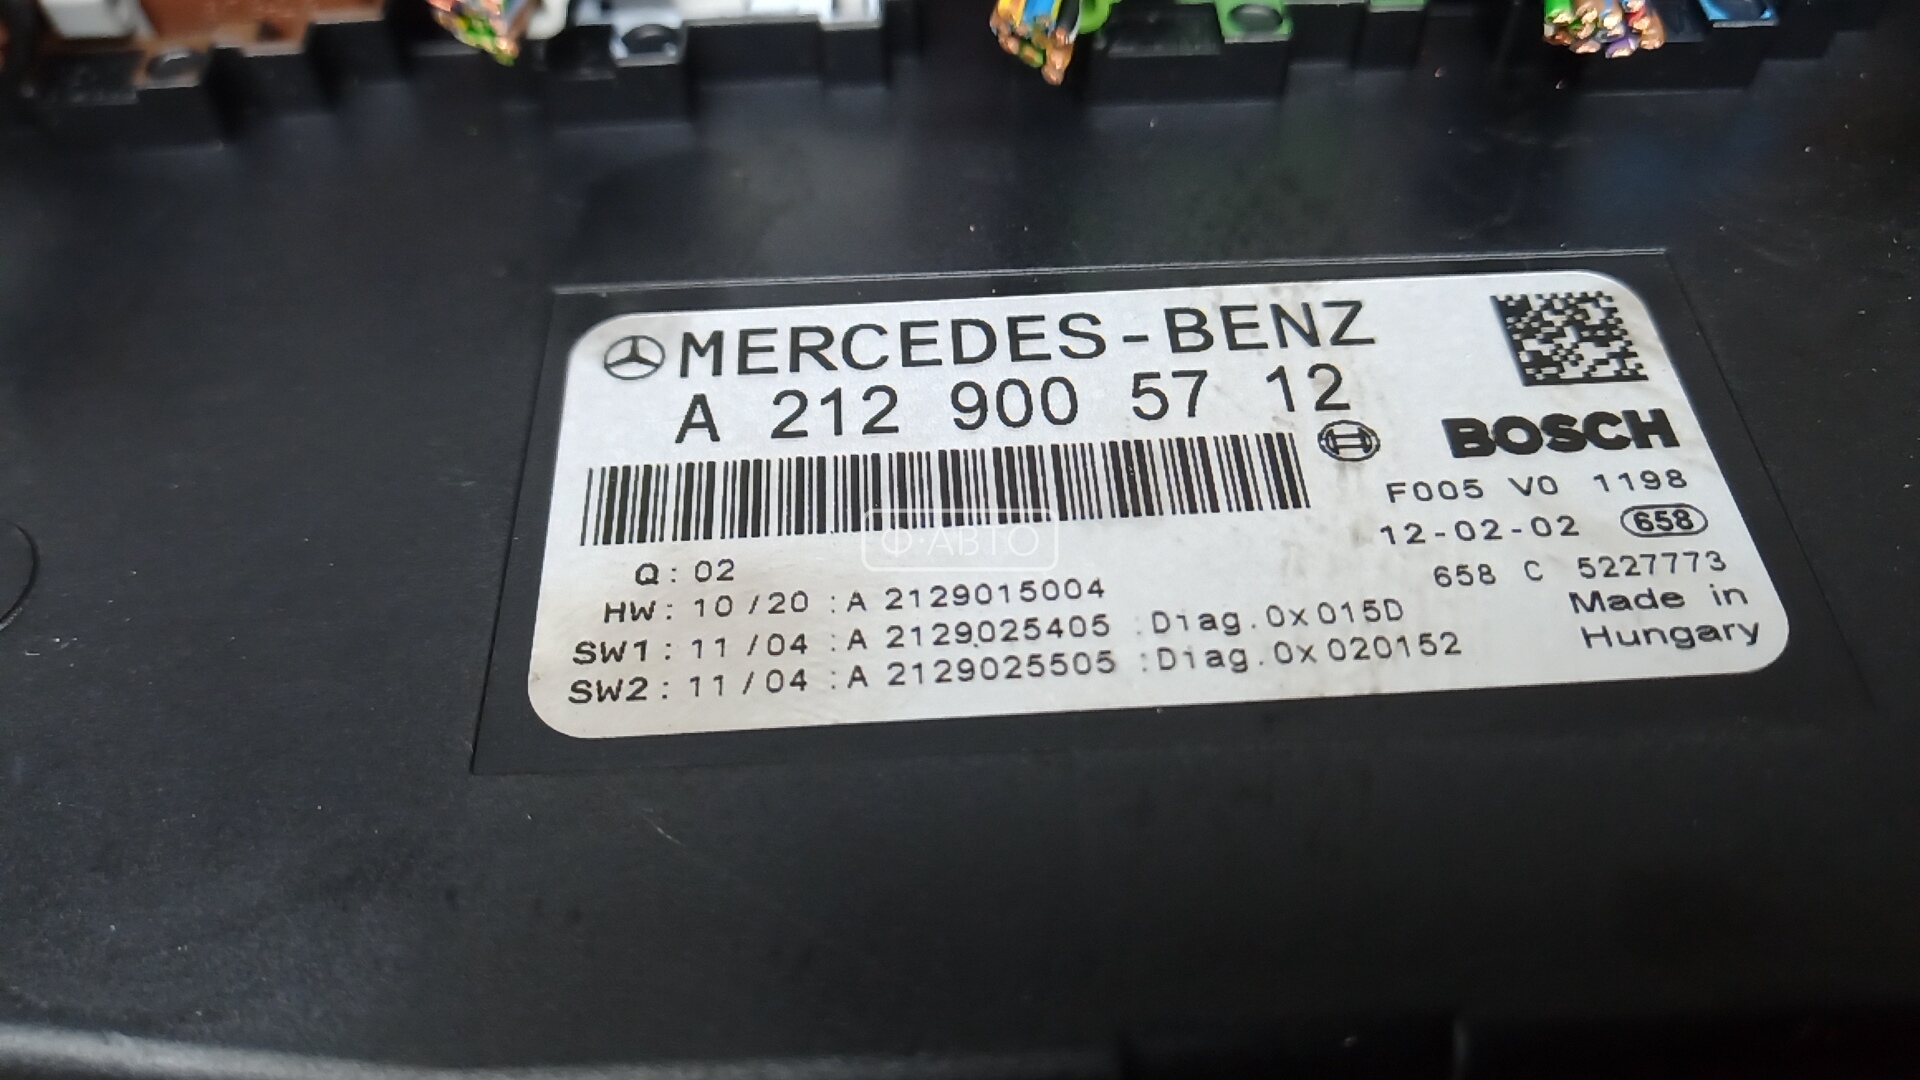 MERCEDES-BENZ
A 212 900 57 12
BOSCH
F005 V0 1198
12-02-02 658
658 C 5227773
Made in
Hungary
Ф·АВТО
Q: 02
HW: 10/20 :A 2129015004
SW1: 11/04 :A 2129025405 :Diag.0x015D
SW2: 11/04 :A 2129025505 :Diag.0x020152